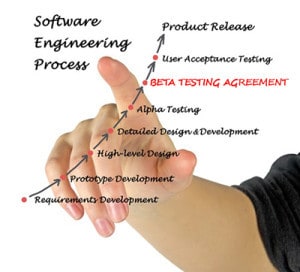 Software
Engineering
Process
Product Release
User Acceptance Testing
BETA TESTING AGREEMENT
Alpha Testing
Detailed Design & Development
High-level Design
Prototype Development
Requirements Development